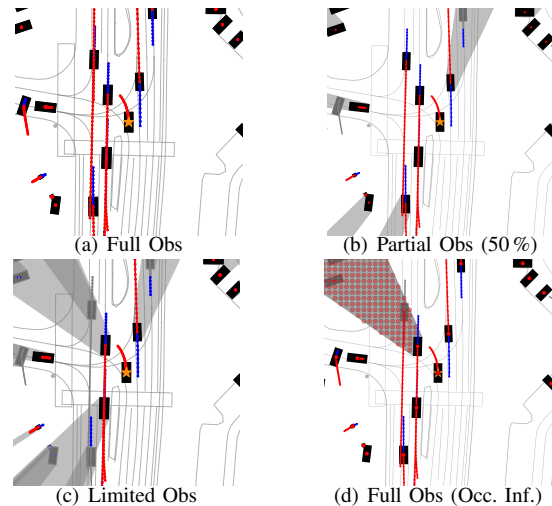 (a) Full Obs
(b) Partial Obs (50 %)
(c) Limited Obs
(d) Full Obs (Occ. Inf.)